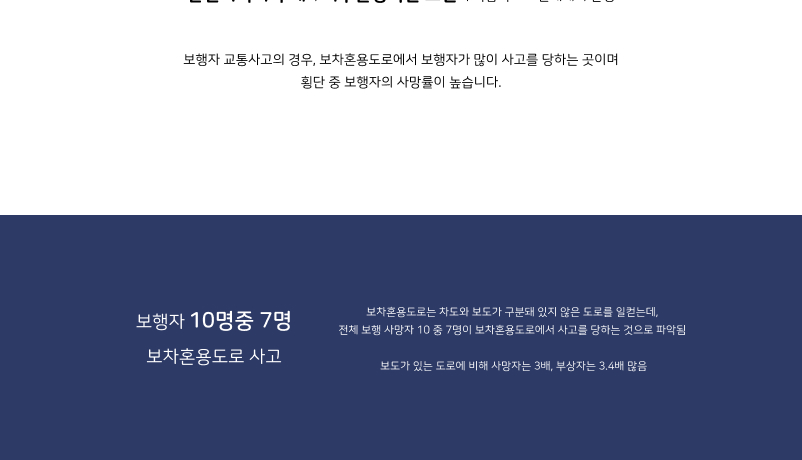 보행자 교통사고의 경우, 보차혼용도로에서 보행자가 많이 사고를 당하는 곳이며
횡단 중 보행자의 사망률이 높습니다.
보행자 10명중 7명
보차혼용도로 사고
보차혼용도로는 차도와 보도가 구분돼 있지 않은 도로를 일컫는데,
전체 보행 사망자 10 중 7명이 보차혼용도로에서 사고를 당하는 것으로 파악됨
보도가 있는 도로에 비해 사망자는 3배, 부상자는 3.4배 많음